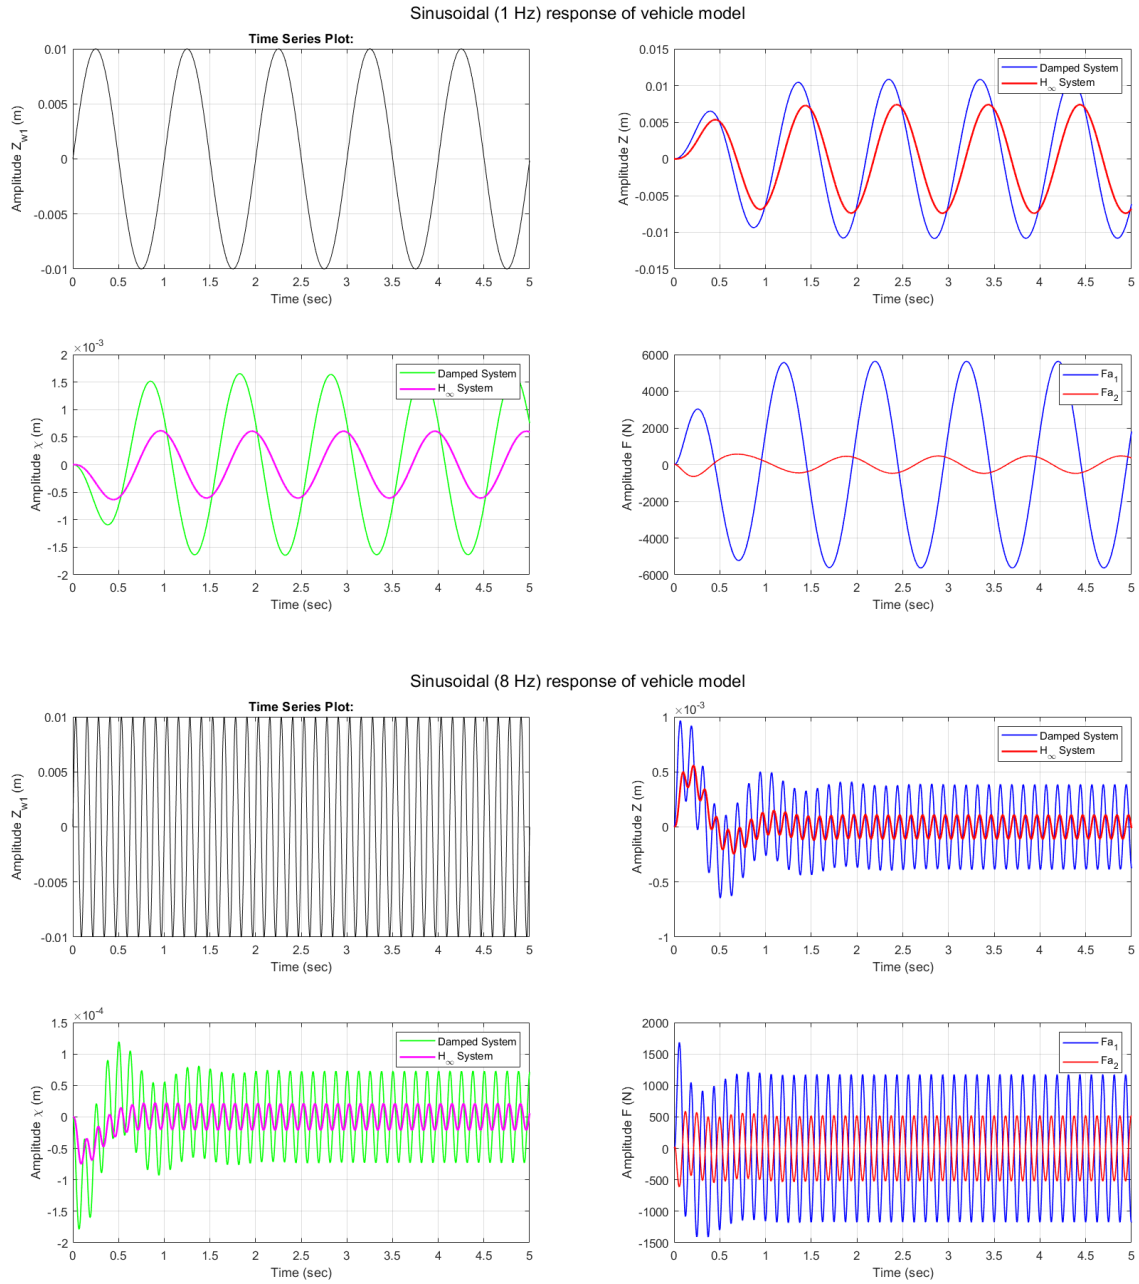 Sinusoidal (1 Hz) response of vehicle model
Time Series Plot:
0.01
0.005
0
-0.005
-0.01
Amplitude Z_w1 (m)
0 0.5 1 1.5 2 2.5 3 3.5 4 4.5 5
Time (sec)
0.015
0.01
0.005
0
-0.005
-0.01
-0.015
Amplitude Z (m)
Damped System
H∞ System
0 0.5 1 1.5 2 2.5 3 3.5 4 4.5 5
Time (sec)
×10^-3
2
1.5
1
0.5
0
-0.5
-1
-1.5
-2
Amplitude χ (m)
Damped System
H∞ System
0 0.5 1 1.5 2 2.5 3 3.5 4 4.5 5
Time (sec)
6000
4000
2000
0
-2000
-4000
-6000
Amplitude F (N)
Fa1
Fa2
0 0.5 1 1.5 2 2.5 3 3.5 4 4.5 5
Time (sec)
Sinusoidal (8 Hz) response of vehicle model
Time Series Plot:
0.01
0.005
0
-0.005
-0.01
Amplitude Z_w1 (m)
0 0.5 1 1.5 2 2.5 3 3.5 4 4.5 5
Time (sec)
×10^-3
1
0.5
0
-0.5
-1
Amplitude Z (m)
Damped System
H∞ System
0 0.5 1 1.5 2 2.5 3 3.5 4 4.5 5
Time (sec)
×10^-4
1.5
1
0.5
0
-0.5
-1
-1.5
-2
Amplitude χ (m)
Damped System
H∞ System
0 0.5 1 1.5 2 2.5 3 3.5 4 4.5 5
Time (sec)
2000
1500
1000
500
0
-500
-1000
-1500
Amplitude F (N)
Fa1
Fa2
0 0.5 1 1.5 2 2.5 3 3.5 4 4.5 5
Time (sec)